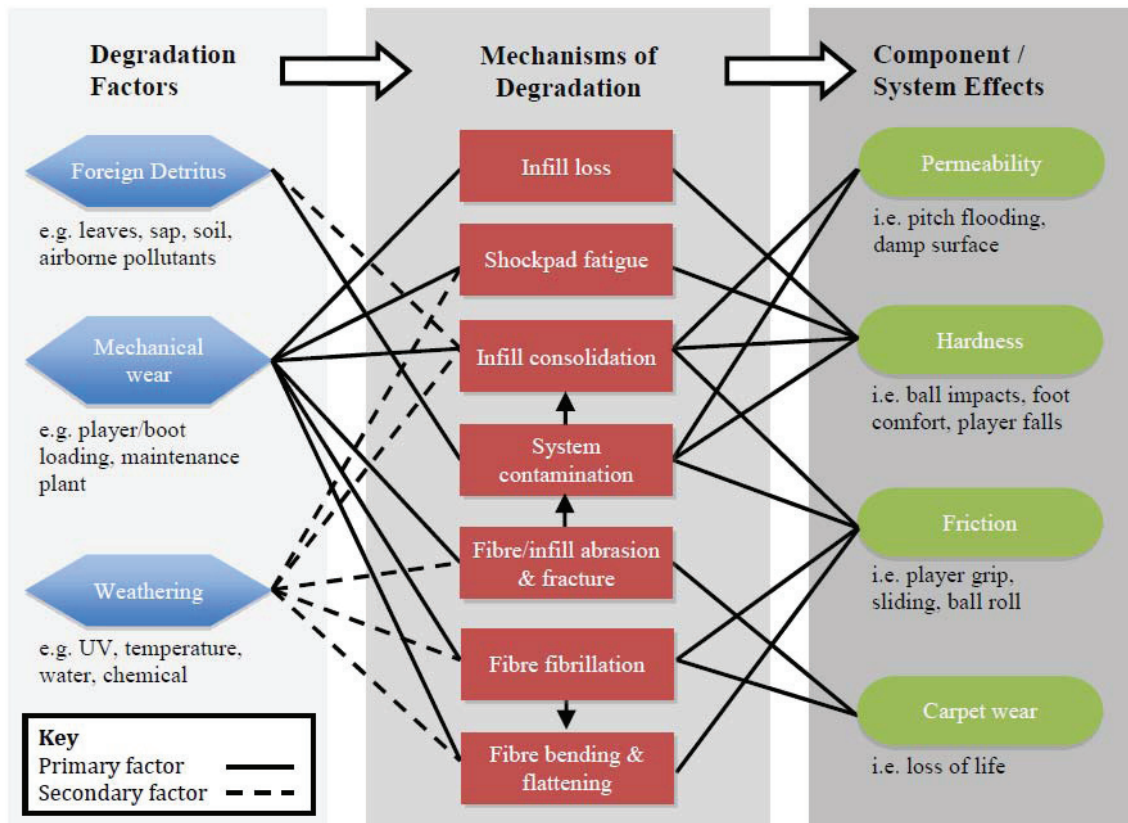 Degradation
Factors
Mechanisms of
Degradation
Component /
System Effects
Foreign Detritus
e.g. leaves, sap, soil,
airborne pollutants
Mechanical
wear
e.g. player/boot
loading, maintenance
plant
Weathering
e.g. UV, temperature,
water, chemical
Key
Primary factor
Secondary factor
Infill loss
Shockpad fatigue
Infill consolidation
System
contamination
Fibre/infill abrasion
& fracture
Fibre fibrillation
Fibre bending &
flattening
Permeability
i.e. pitch flooding,
damp surface
Hardness
i.e. ball impacts, foot
comfort, player falls
Friction
i.e. player grip,
sliding, ball roll
Carpet wear
i.e. loss of life